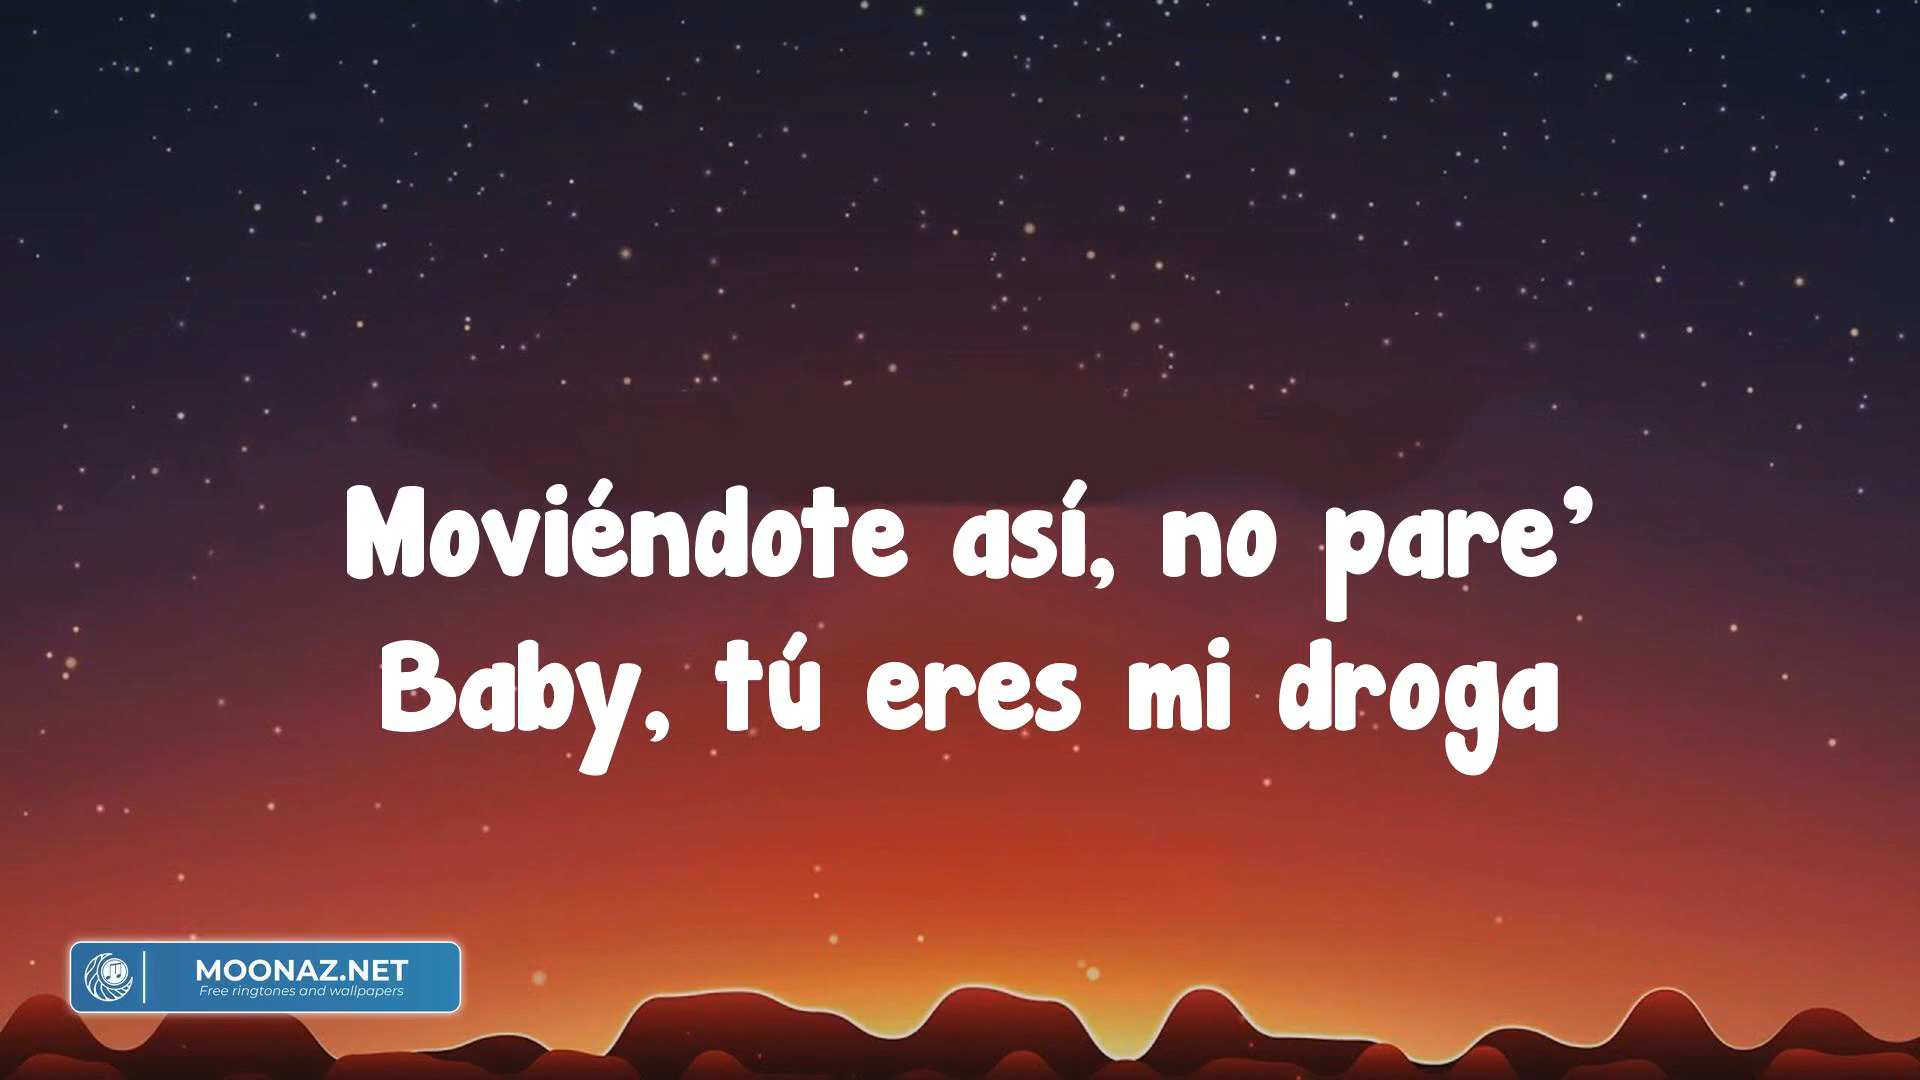 Moviéndote así, no pare’
Baby, tú eres mi droga
MOONAZ.NET
Free ringtones and wallpapers